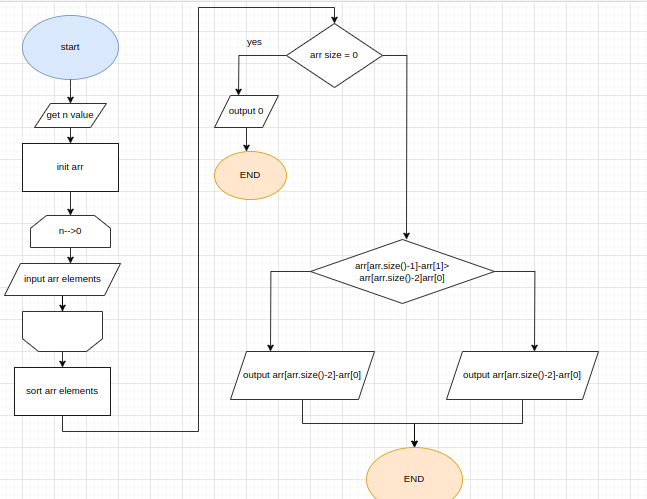 start
get n value
init arr
n-->0
input arr elements
sort arr elements
yes
arr size = 0
output 0
END
arr[arr.size()-1]-arr[1]>
arr[arr.size()-2]arr[0]
output arr[arr.size()-2]-arr[0]
output arr[arr.size()-2]-arr[0]
END